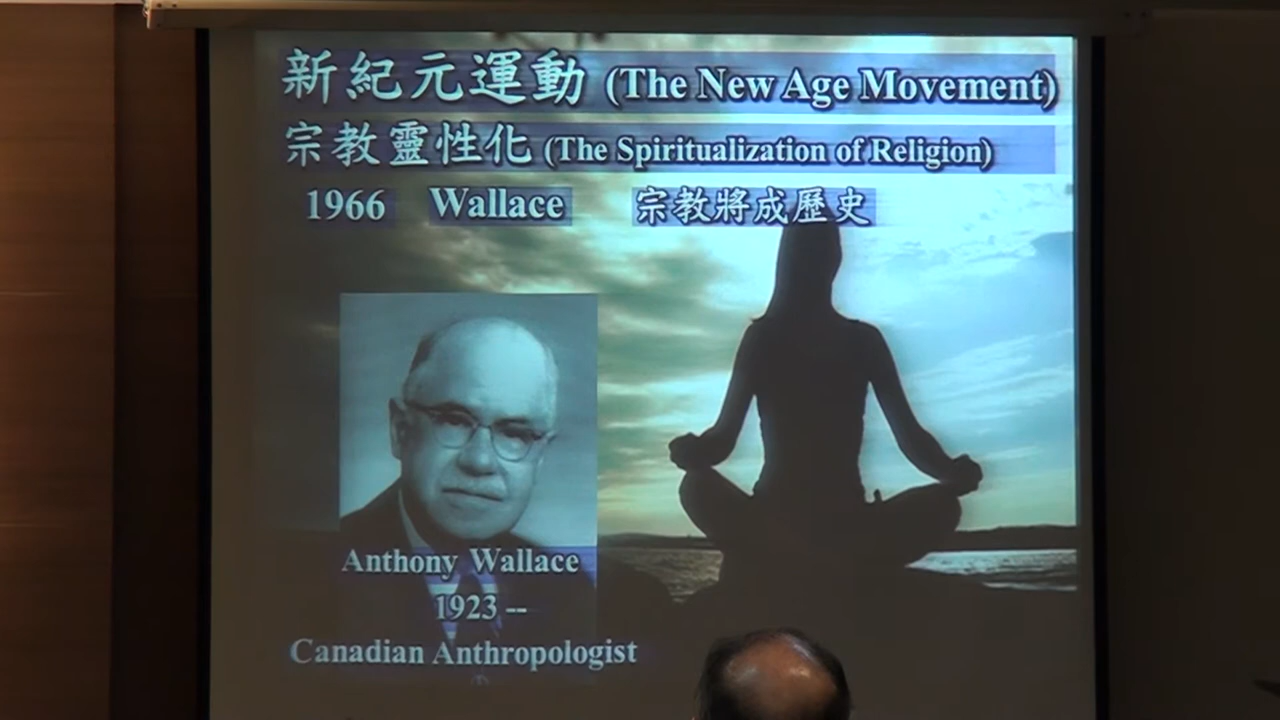 新紀元運動 (The New Age Movement)
宗教靈性化 (The Spiritualization of Religion)
1966 Wallace 宗教將成歷史
Anthony Wallace
1923 --
Canadian Anthropologist